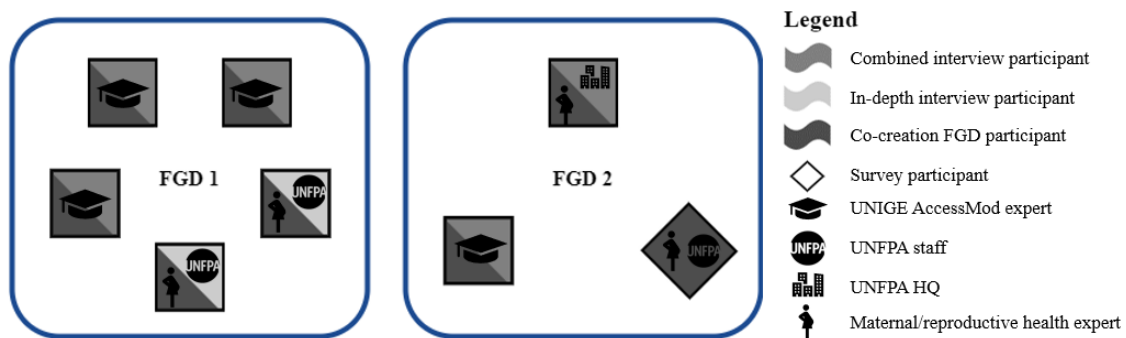 Legend
Combined interview participant
In-depth interview participant
Co-creation FGD participant
Survey participant
UNIGE AccessMod expert
UNFPA
UNFPA staff
UNFPA HQ
Maternal/reproductive health expert
FGD 1
UNFPA
UNFPA
FGD 2
UNFPA